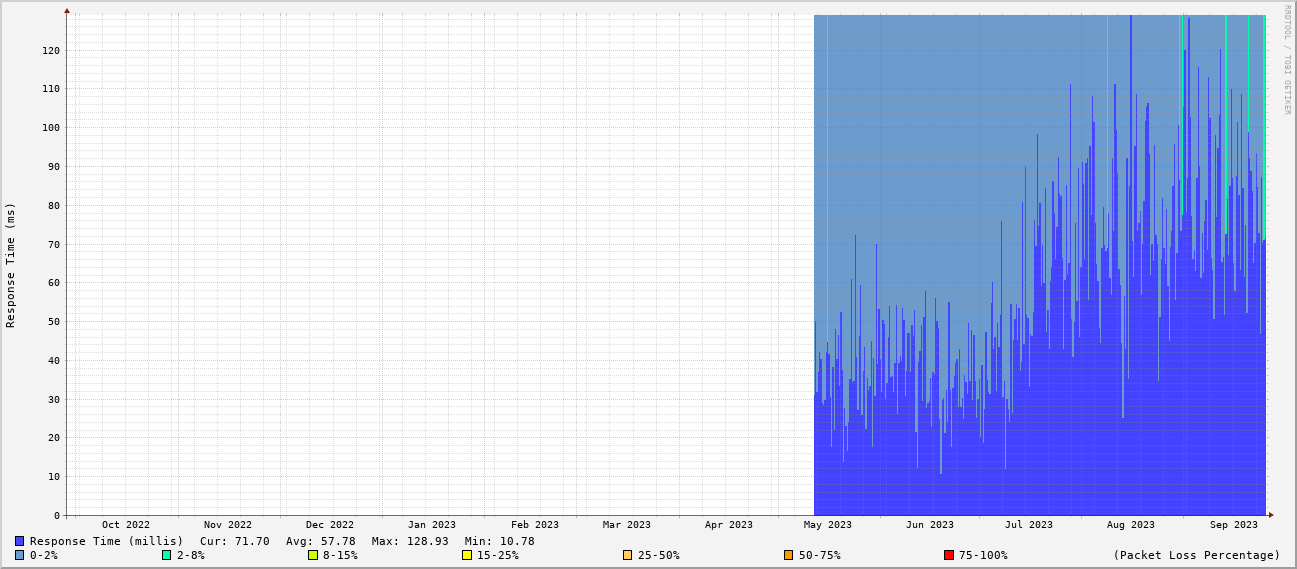 RRDTOOL / TOBI OETIKER
Response Time (ms)
120
110
100
90
80
70
60
50
40
30
20
10
0
Oct 2022 Nov 2022 Dec 2022 Jan 2023 Feb 2023 Mar 2023 Apr 2023 May 2023 Jun 2023 Jul 2023 Aug 2023 Sep 2023
Response Time (millis) Cur: 71.70 Avg: 57.78 Max: 128.93 Min: 10.78
0-2% 2-8% 8-15% 15-25% 25-50% 50-75% 75-100% (Packet Loss Percentage)